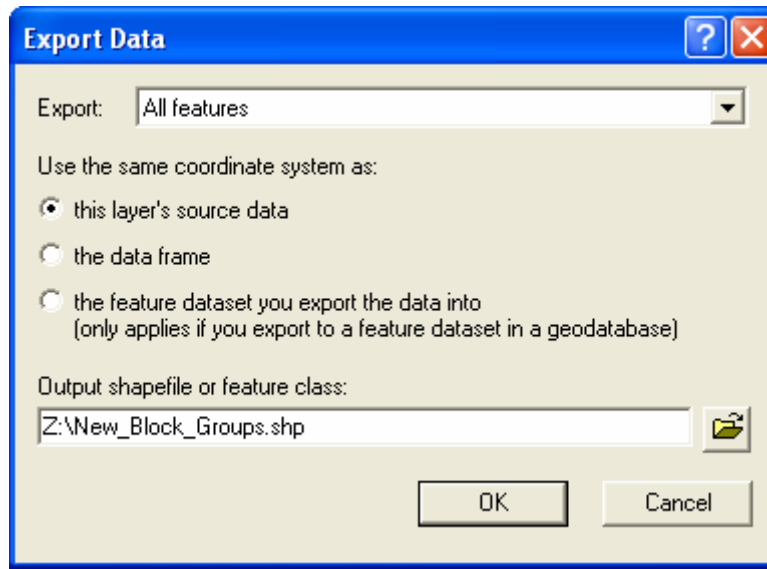 Export Data
Export: All features
Use the same coordinate system as:
this layer's source data
the data frame
the feature dataset you export the data into
(only applies if you export to a feature dataset in a geodatabase)
Output shapefile or feature class:
Z:\New_Block_Groups.shp
OK Cancel